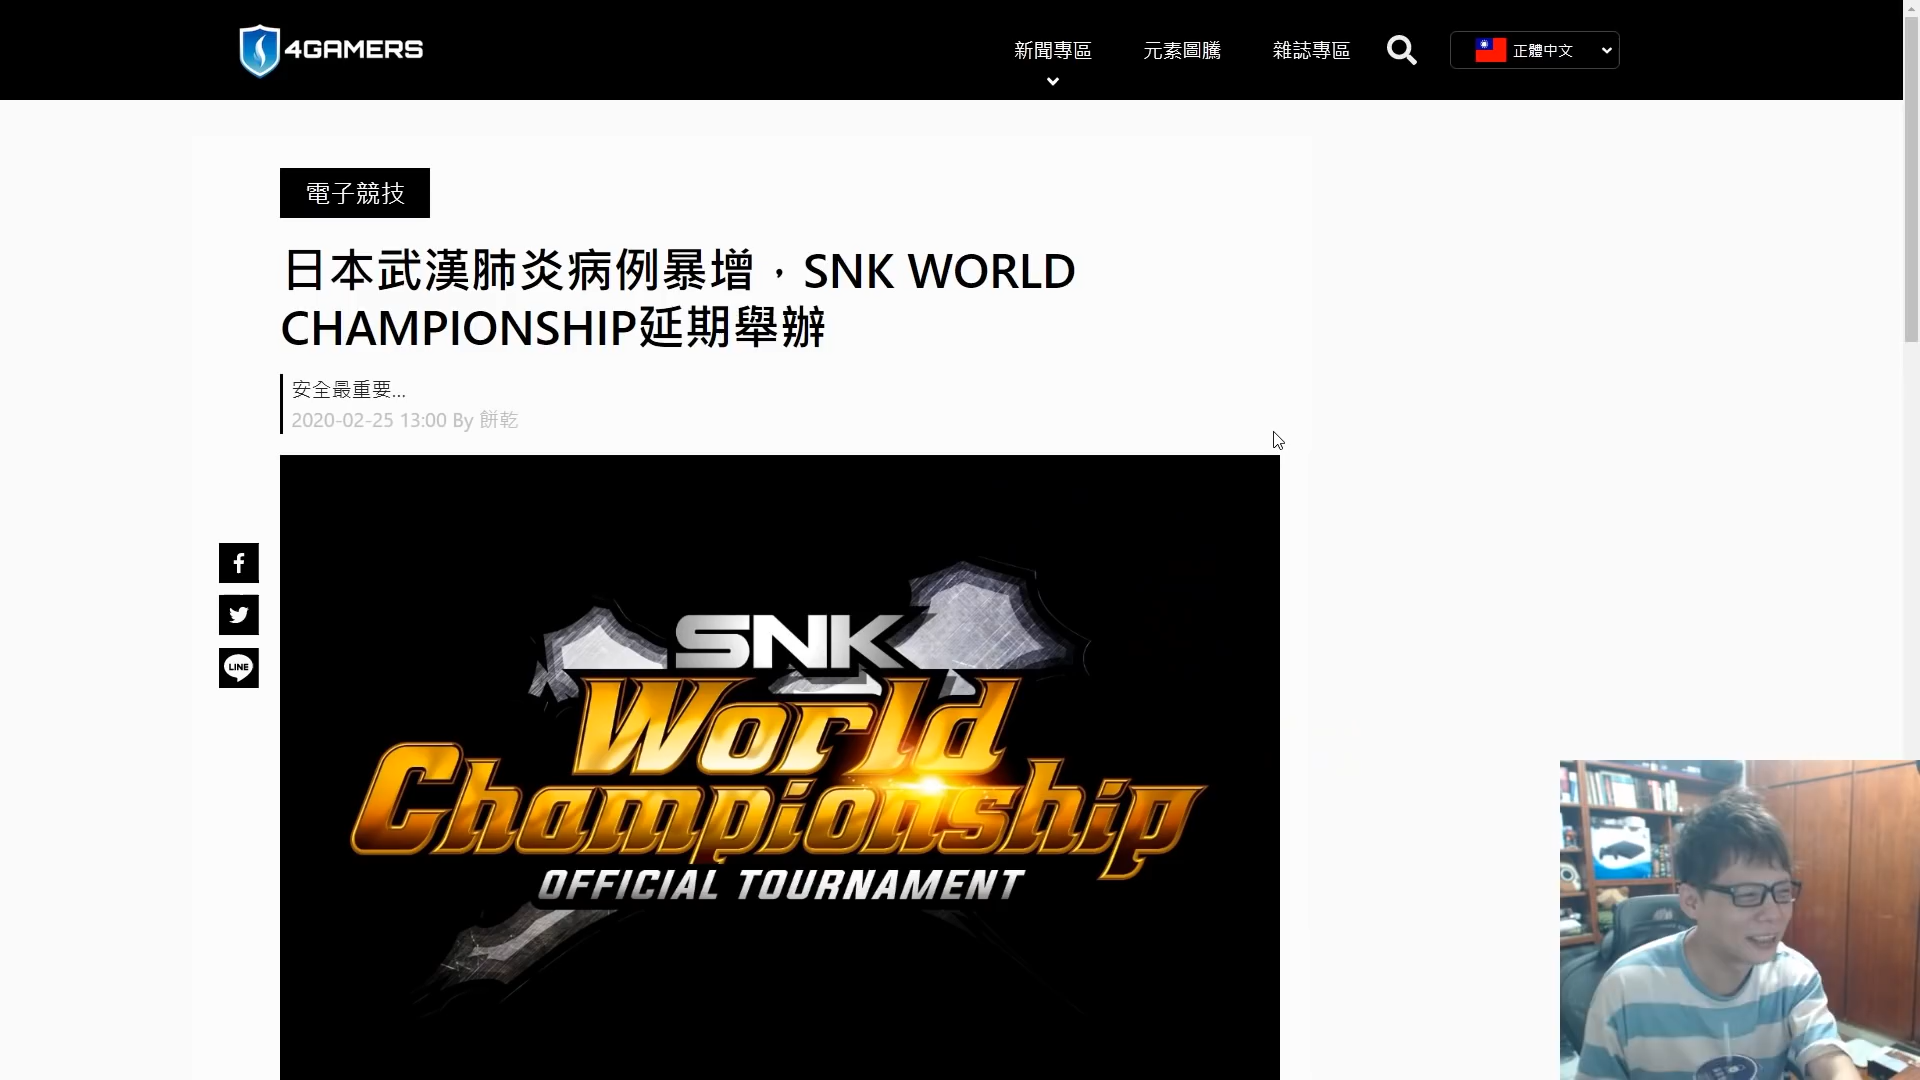 4GAMERS
新聞專區
元素圖騰
雜誌專區
正體中文
電子競技
日本武漢肺炎病例暴增，SNK WORLD
CHAMPIONSHIP延期舉辦
安全最重要...
2020-02-25 13:00 By 餅乾
LINE
SNK
World
Championship
OFFICIAL TOURNAMENT